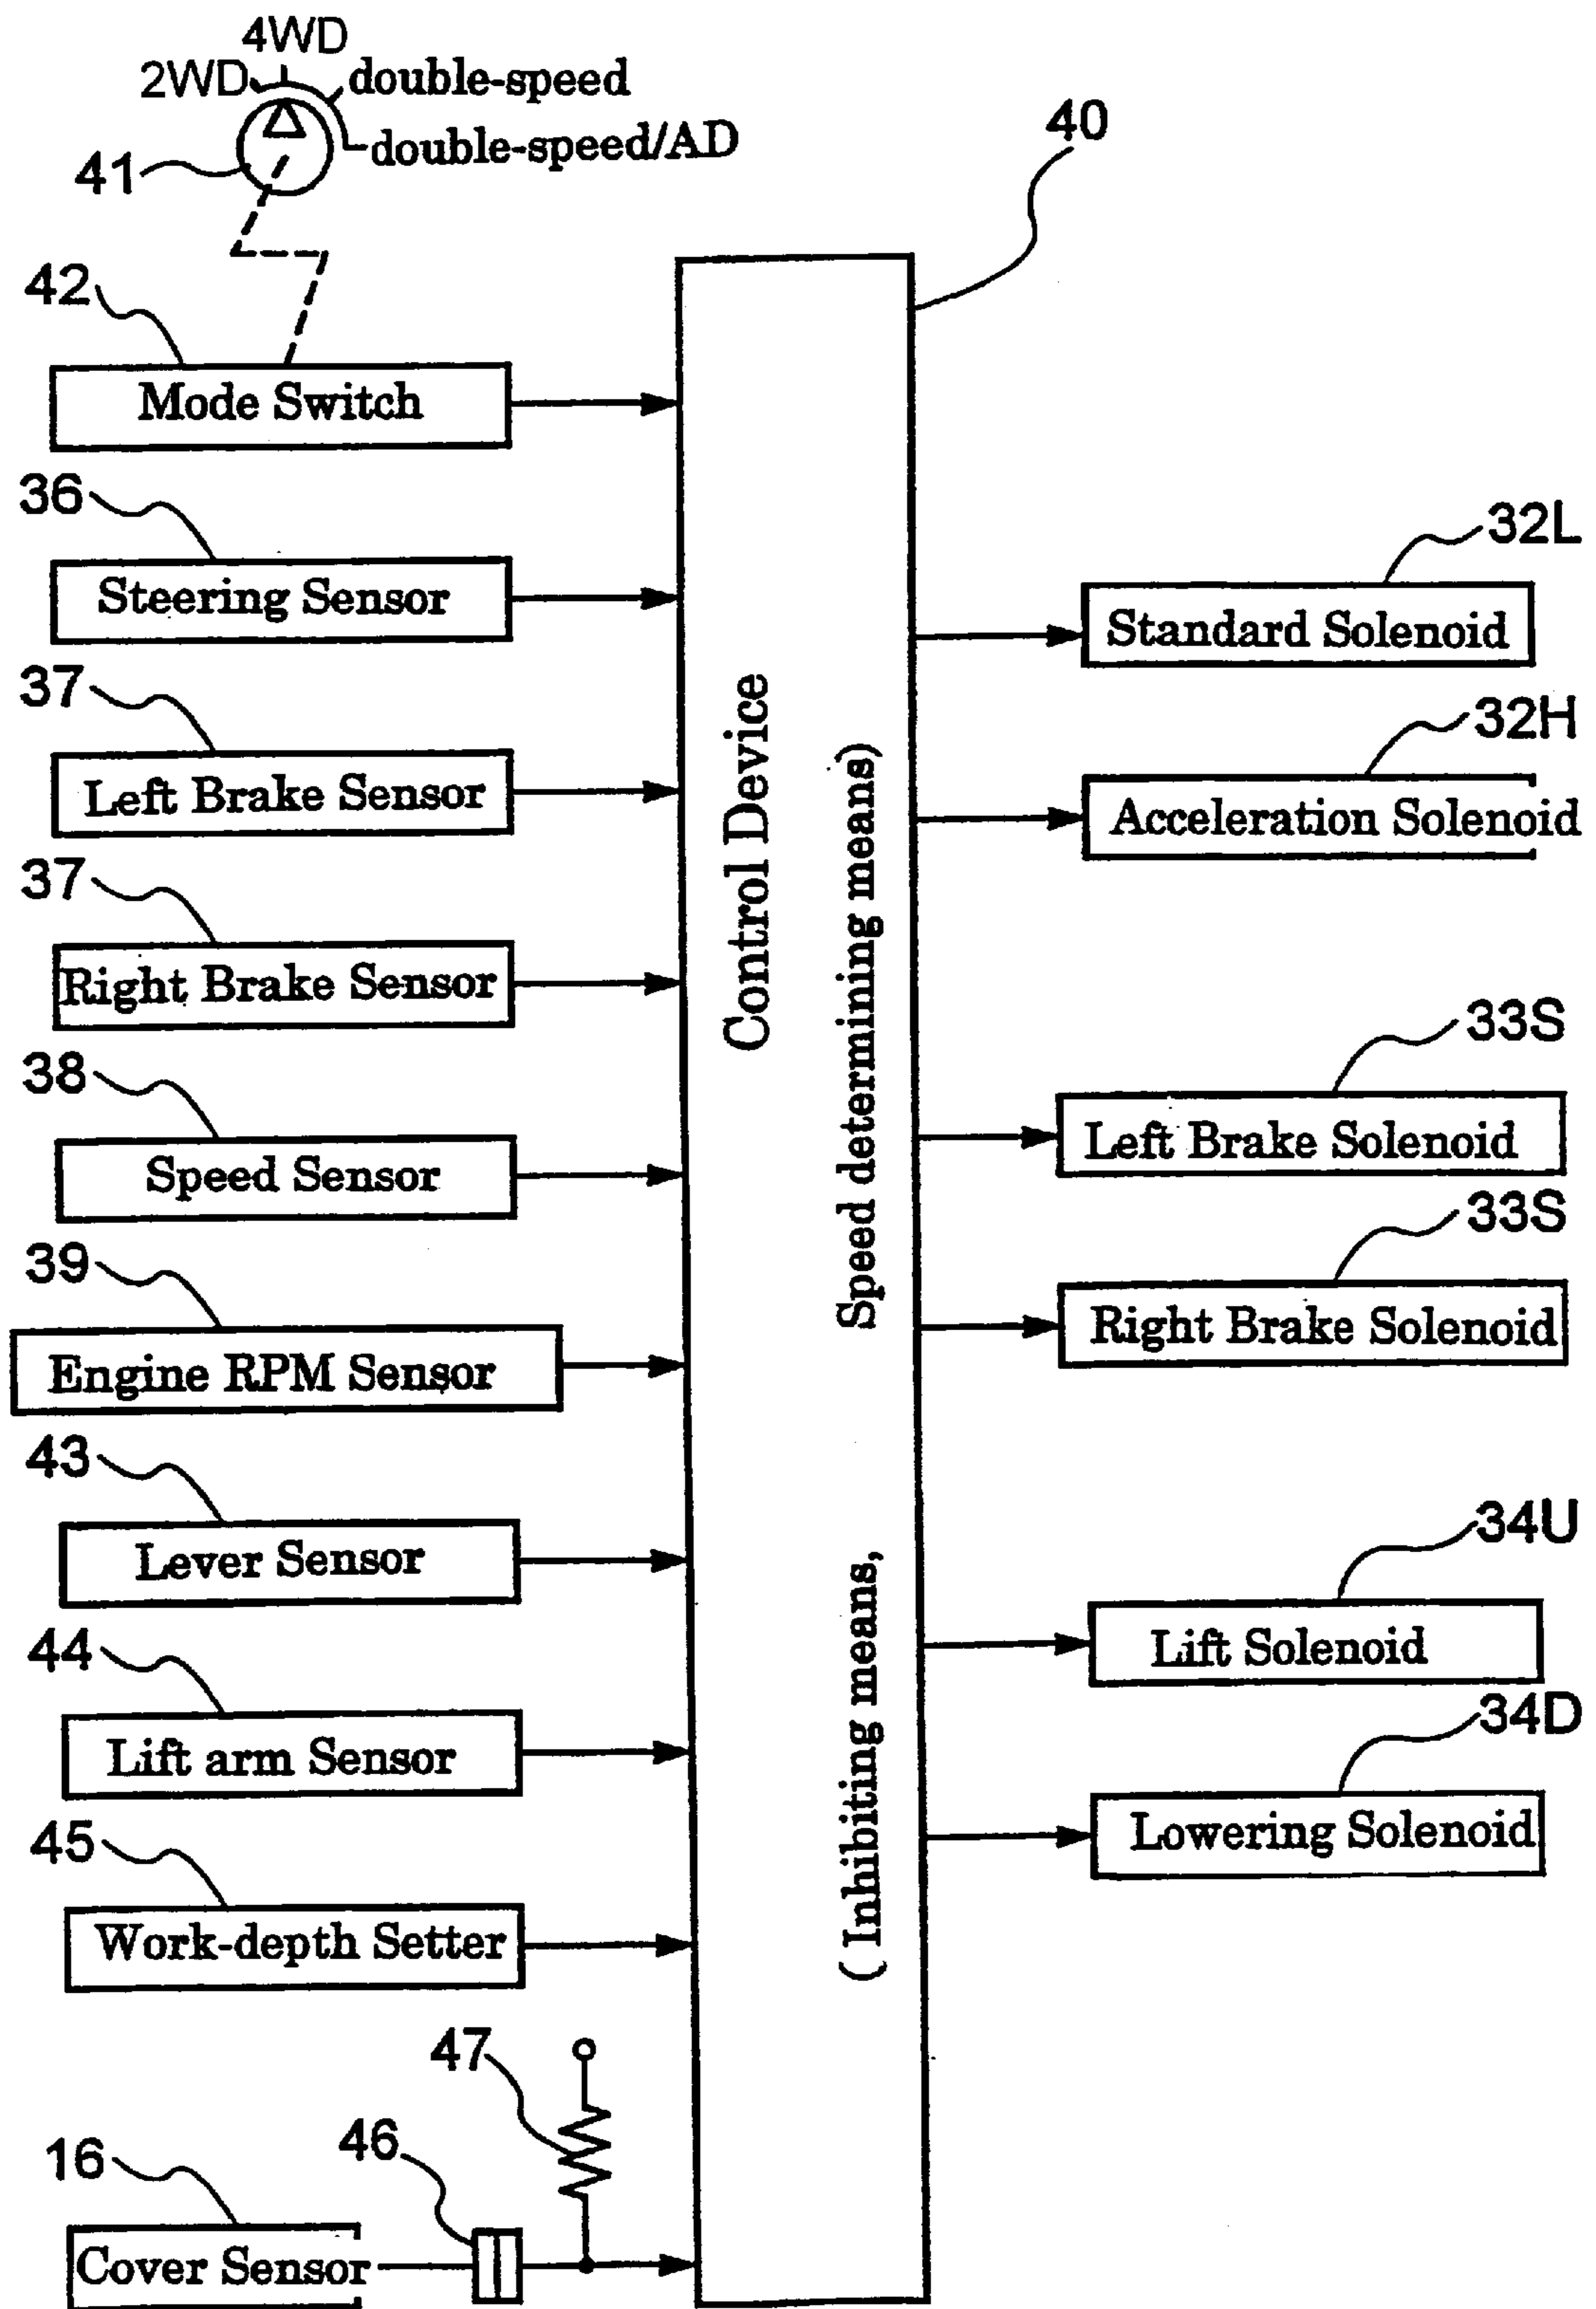 4WD
2WD
double-speed
double-speed/AD
41
40
42
Mode Switch
36
Steering Sensor
37
Left Brake Sensor
37
Right Brake Sensor
38
Speed Sensor
39
Engine RPM Sensor
43
Lever Sensor
44
Lift arm Sensor
45
Work-depth Setter
47
46
16
Cover Sensor
Control Device
( Inhibiting means, Speed determining means)
32L
Standard Solenoid
32H
Acceleration Solenoid
33S
Left Brake Solenoid
33S
Right Brake Solenoid
34U
Lift Solenoid
34D
Lowering Solenoid